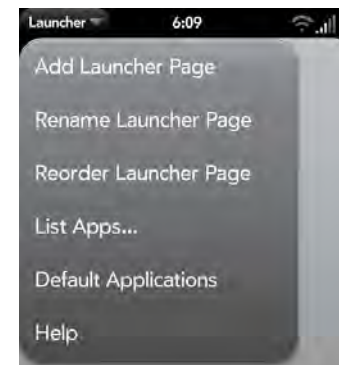 Launcher 6:09
Add Launcher Page
Rename Launcher Page
Reorder Launcher Page
List Apps...
Default Applications
Help